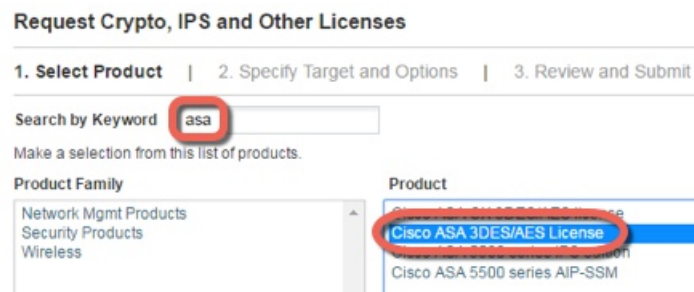 Request Crypto, IPS and Other Licenses
1. Select Product | 2. Specify Target and Options | 3. Review and Submit
Search by Keyword asa
Make a selection from this list of products.
Product Family
Network Mgmt Products
Security Products
Wireless
Product
Cisco ASA 3DES/AES License
Cisco ASA 5500 series AIP-SSM